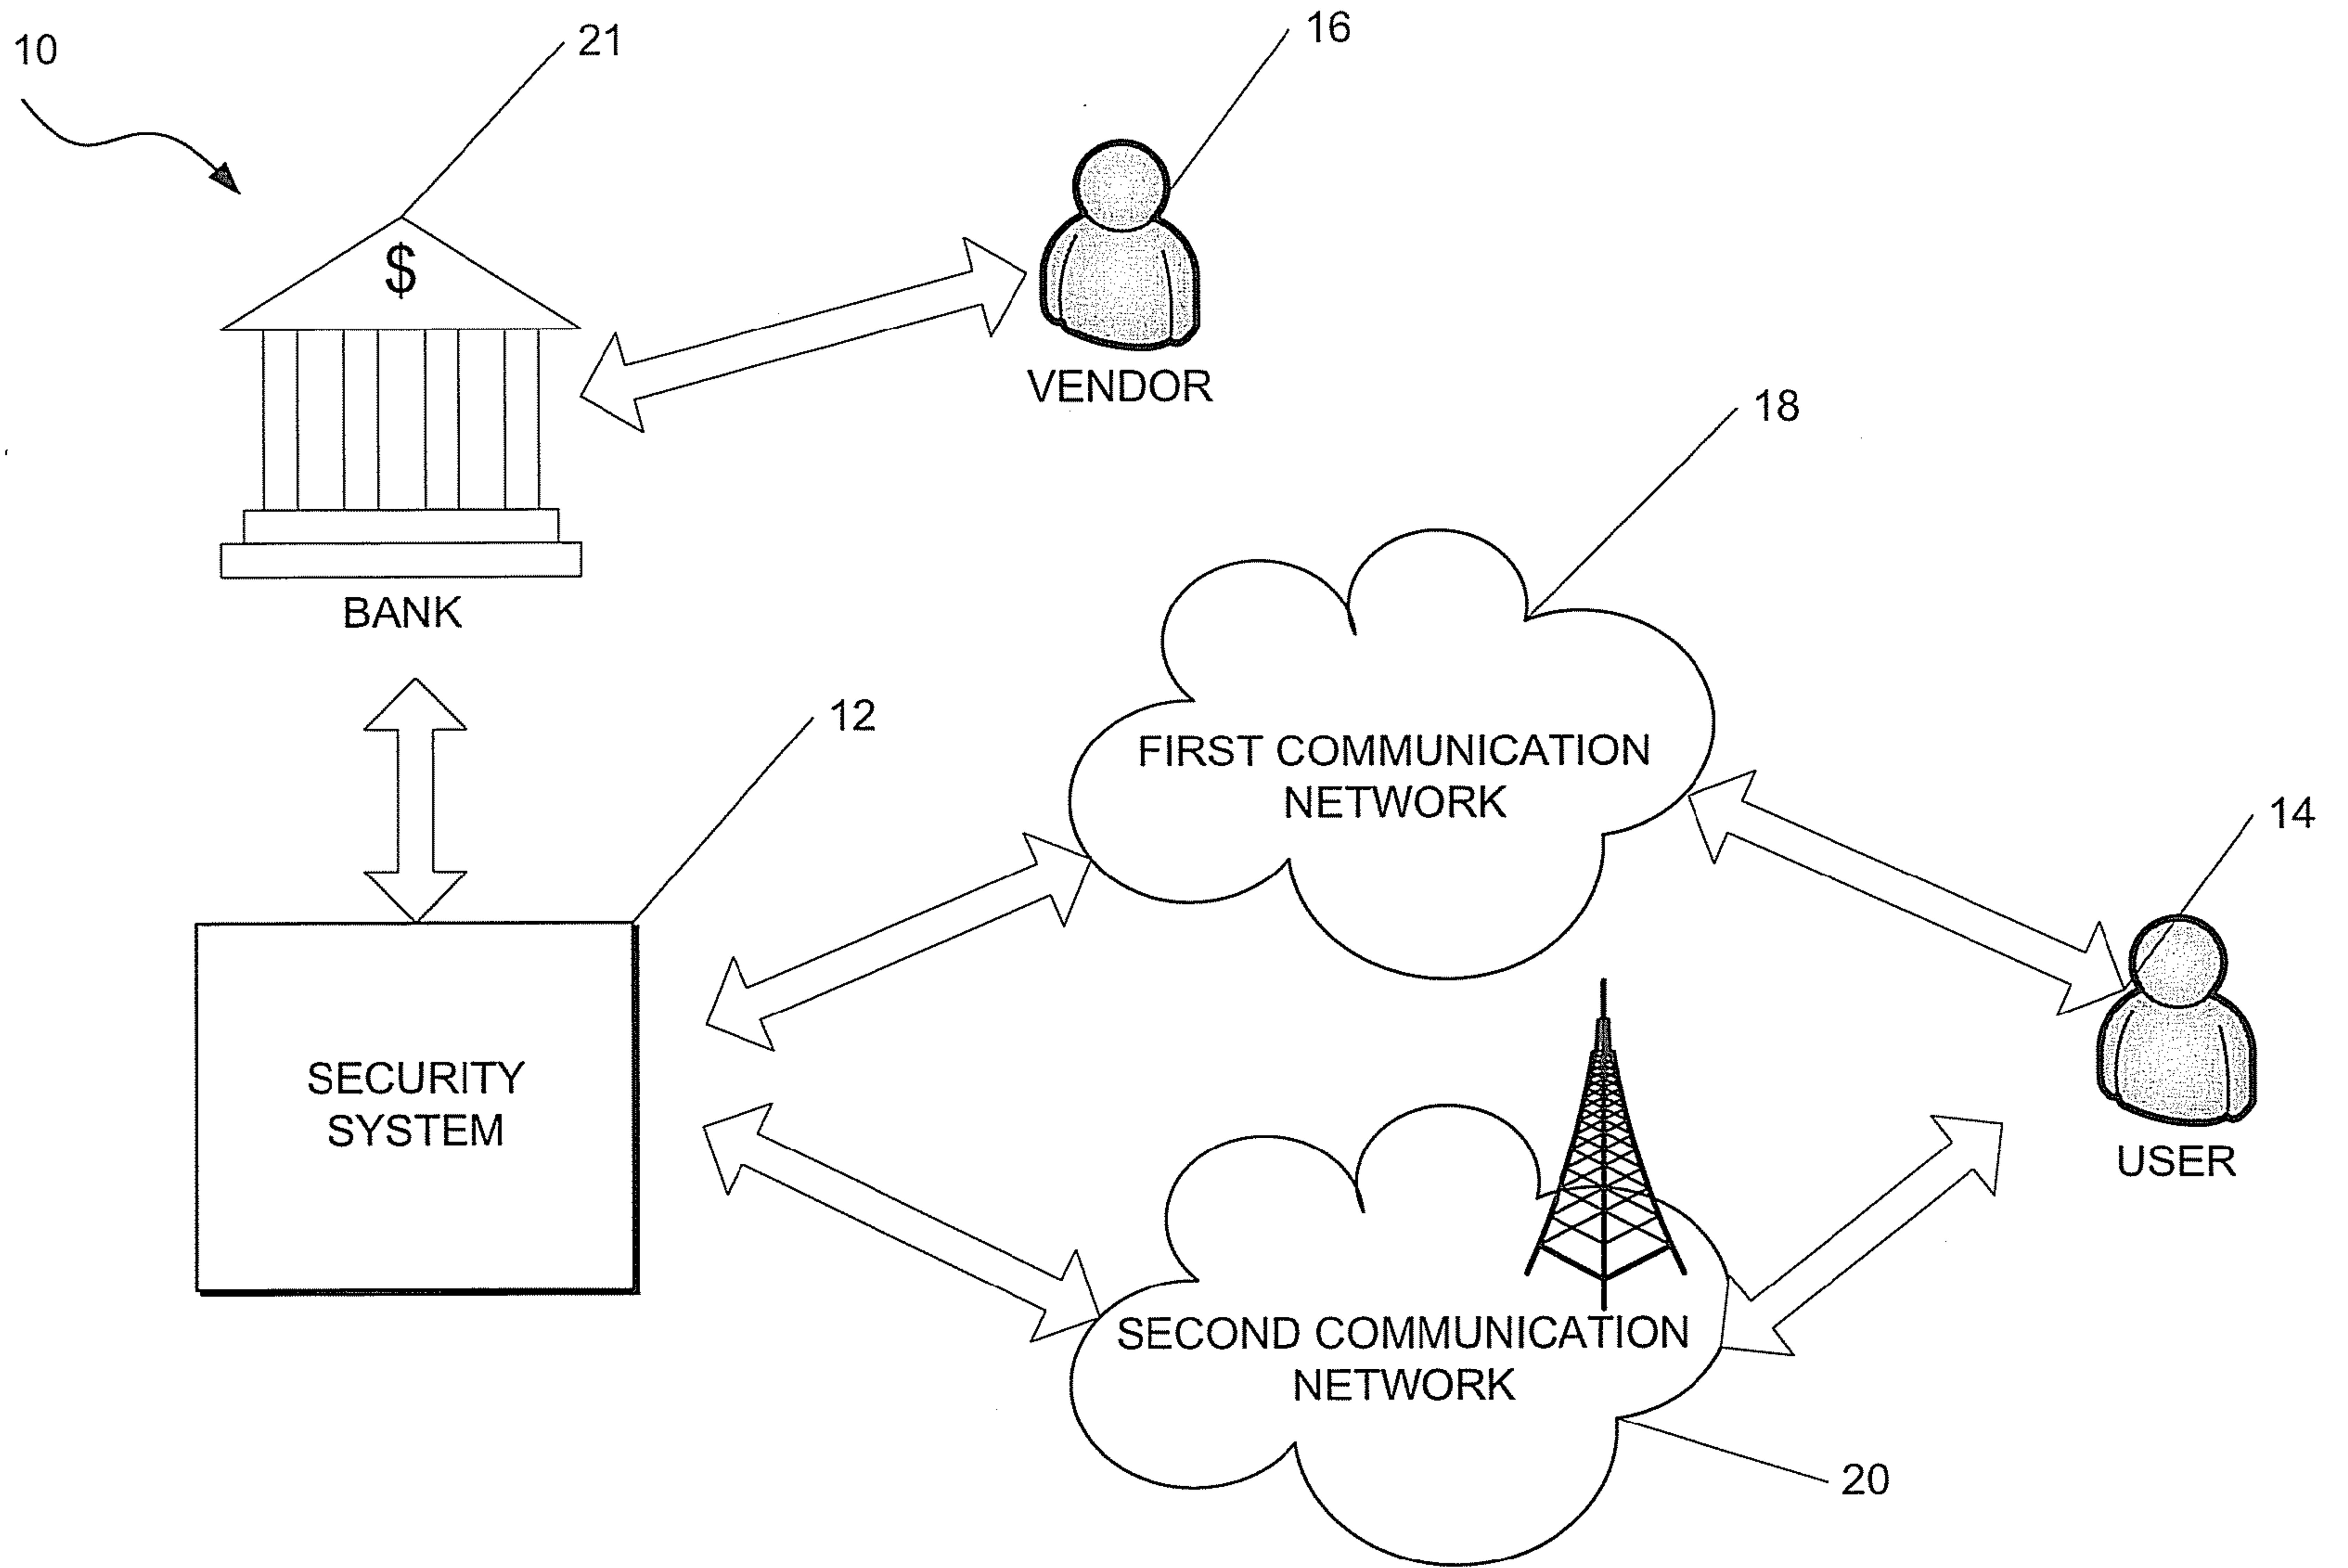 10
21
16
$
VENDOR
18
BANK
12
FIRST COMMUNICATION
NETWORK
14
SECURITY
SYSTEM
USER
SECOND COMMUNICATION
NETWORK
20